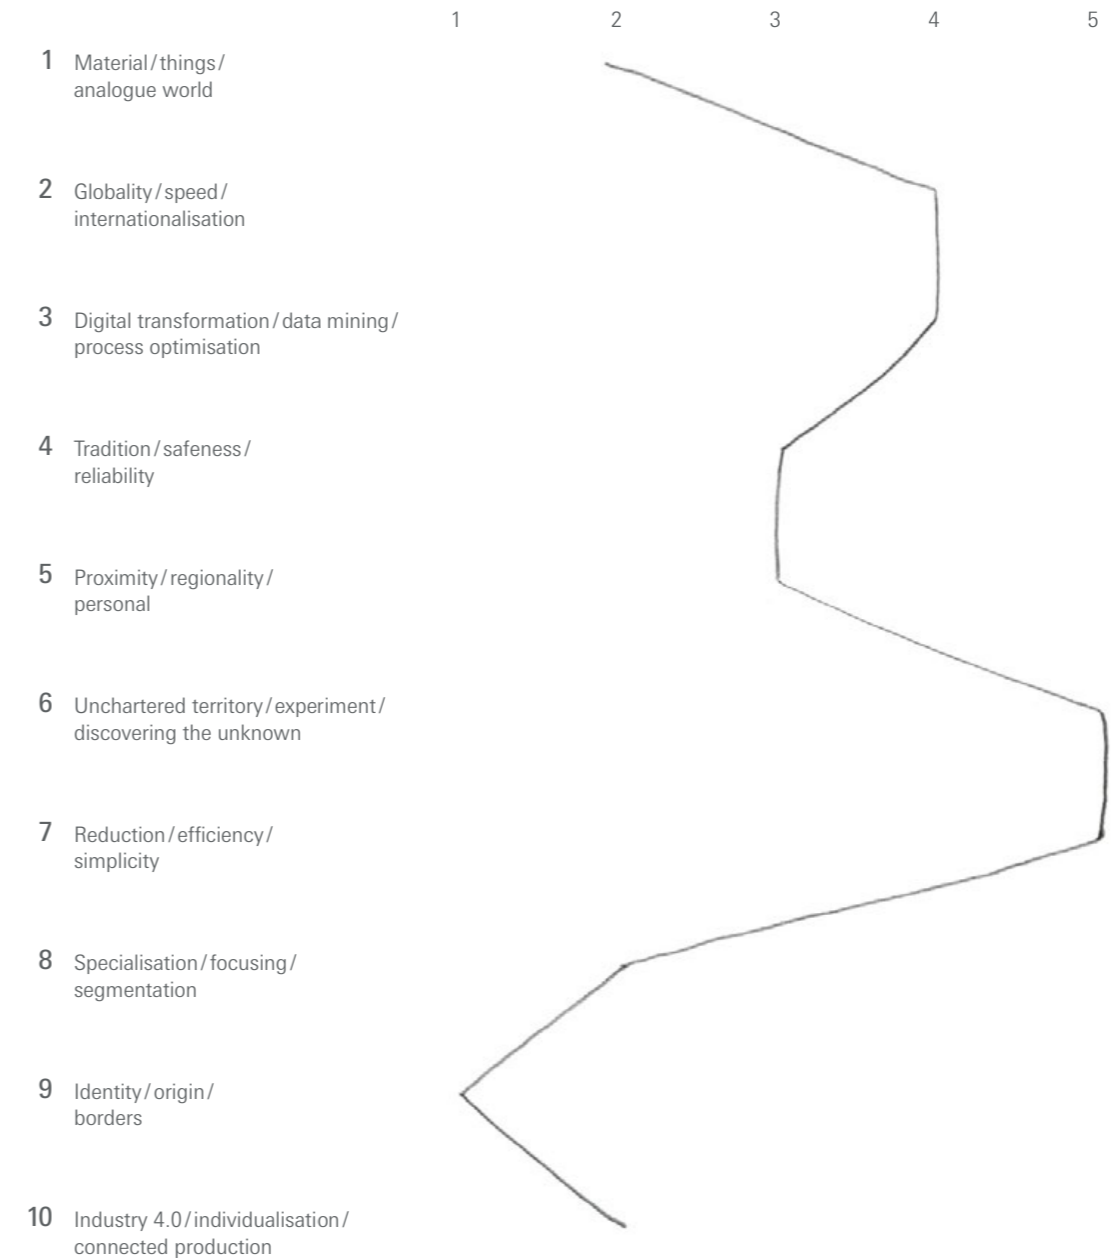 1 2 3 4 5
1 Material/things/
analogue world
2 Globality/speed/
internationalisation
3 Digital transformation/data mining/
process optimisation
4 Tradition/safeness/
reliability
5 Proximity/regionality/
personal
6 Unchartered territory/experiment/
discovering the unknown
7 Reduction/efficiency/
simplicity
8 Specialisation/focusing/
segmentation
9 Identity/origin/
borders
10 Industry 4.0/individualisation/
connected production